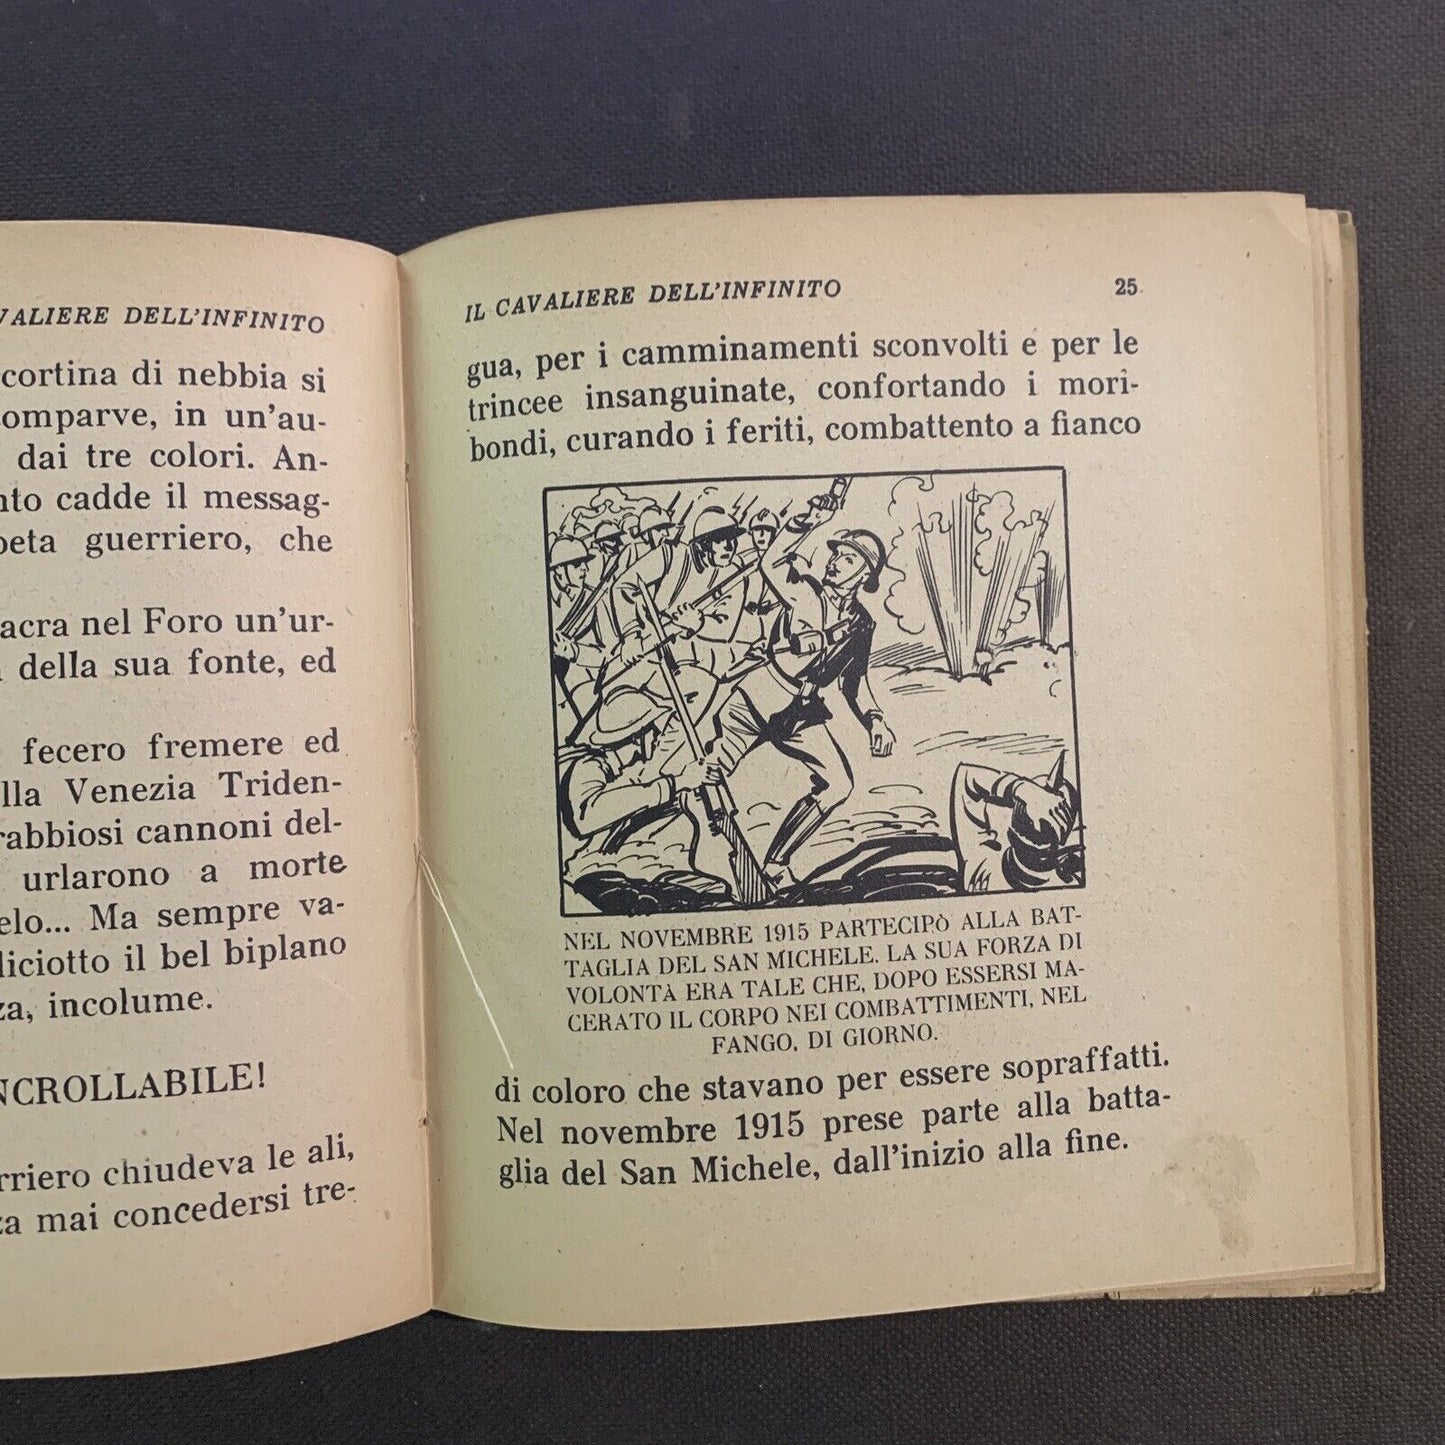 VALIERE DELL'INFINITO
cortina di nebbia si
omparve, in un'au-
dai tre colori. An-
nto cadde il messag-
oeta guerriero, che
acra nel Foro un'ur-
della sua fonte, ed
fecero fremere ed
lla Venezia Triden-
rabbiosi cannoni del-
urlarono a morte
elo... Ma sempre va-
liciotto il bel biplano
za, incolume.
NCROLLABILE!
rriero chiudeva le ali,
za mai concedersi tre-
IL CAVALIERE DELL'INFINITO 25
gua, per i camminamenti sconvolti e per le
trincee insanguinate, confortando i mori-
bondi, curando i feriti, combattento a fianco
NEL NOVEMBRE 1915 PARTECIPÒ ALLA BAT-
TAGLIA DEL SAN MICHELE. LA SUA FORZA DI
VOLONTÀ ERA TALE CHE, DOPO ESSERSI MA-
CERATO IL CORPO NEI COMBATTIMENTI, NEL
FANGO, DI GIORNO.
di coloro che stavano per essere sopraffatti.
Nel novembre 1915 prese parte alla batta-
glia del San Michele, dall'inizio alla fine.